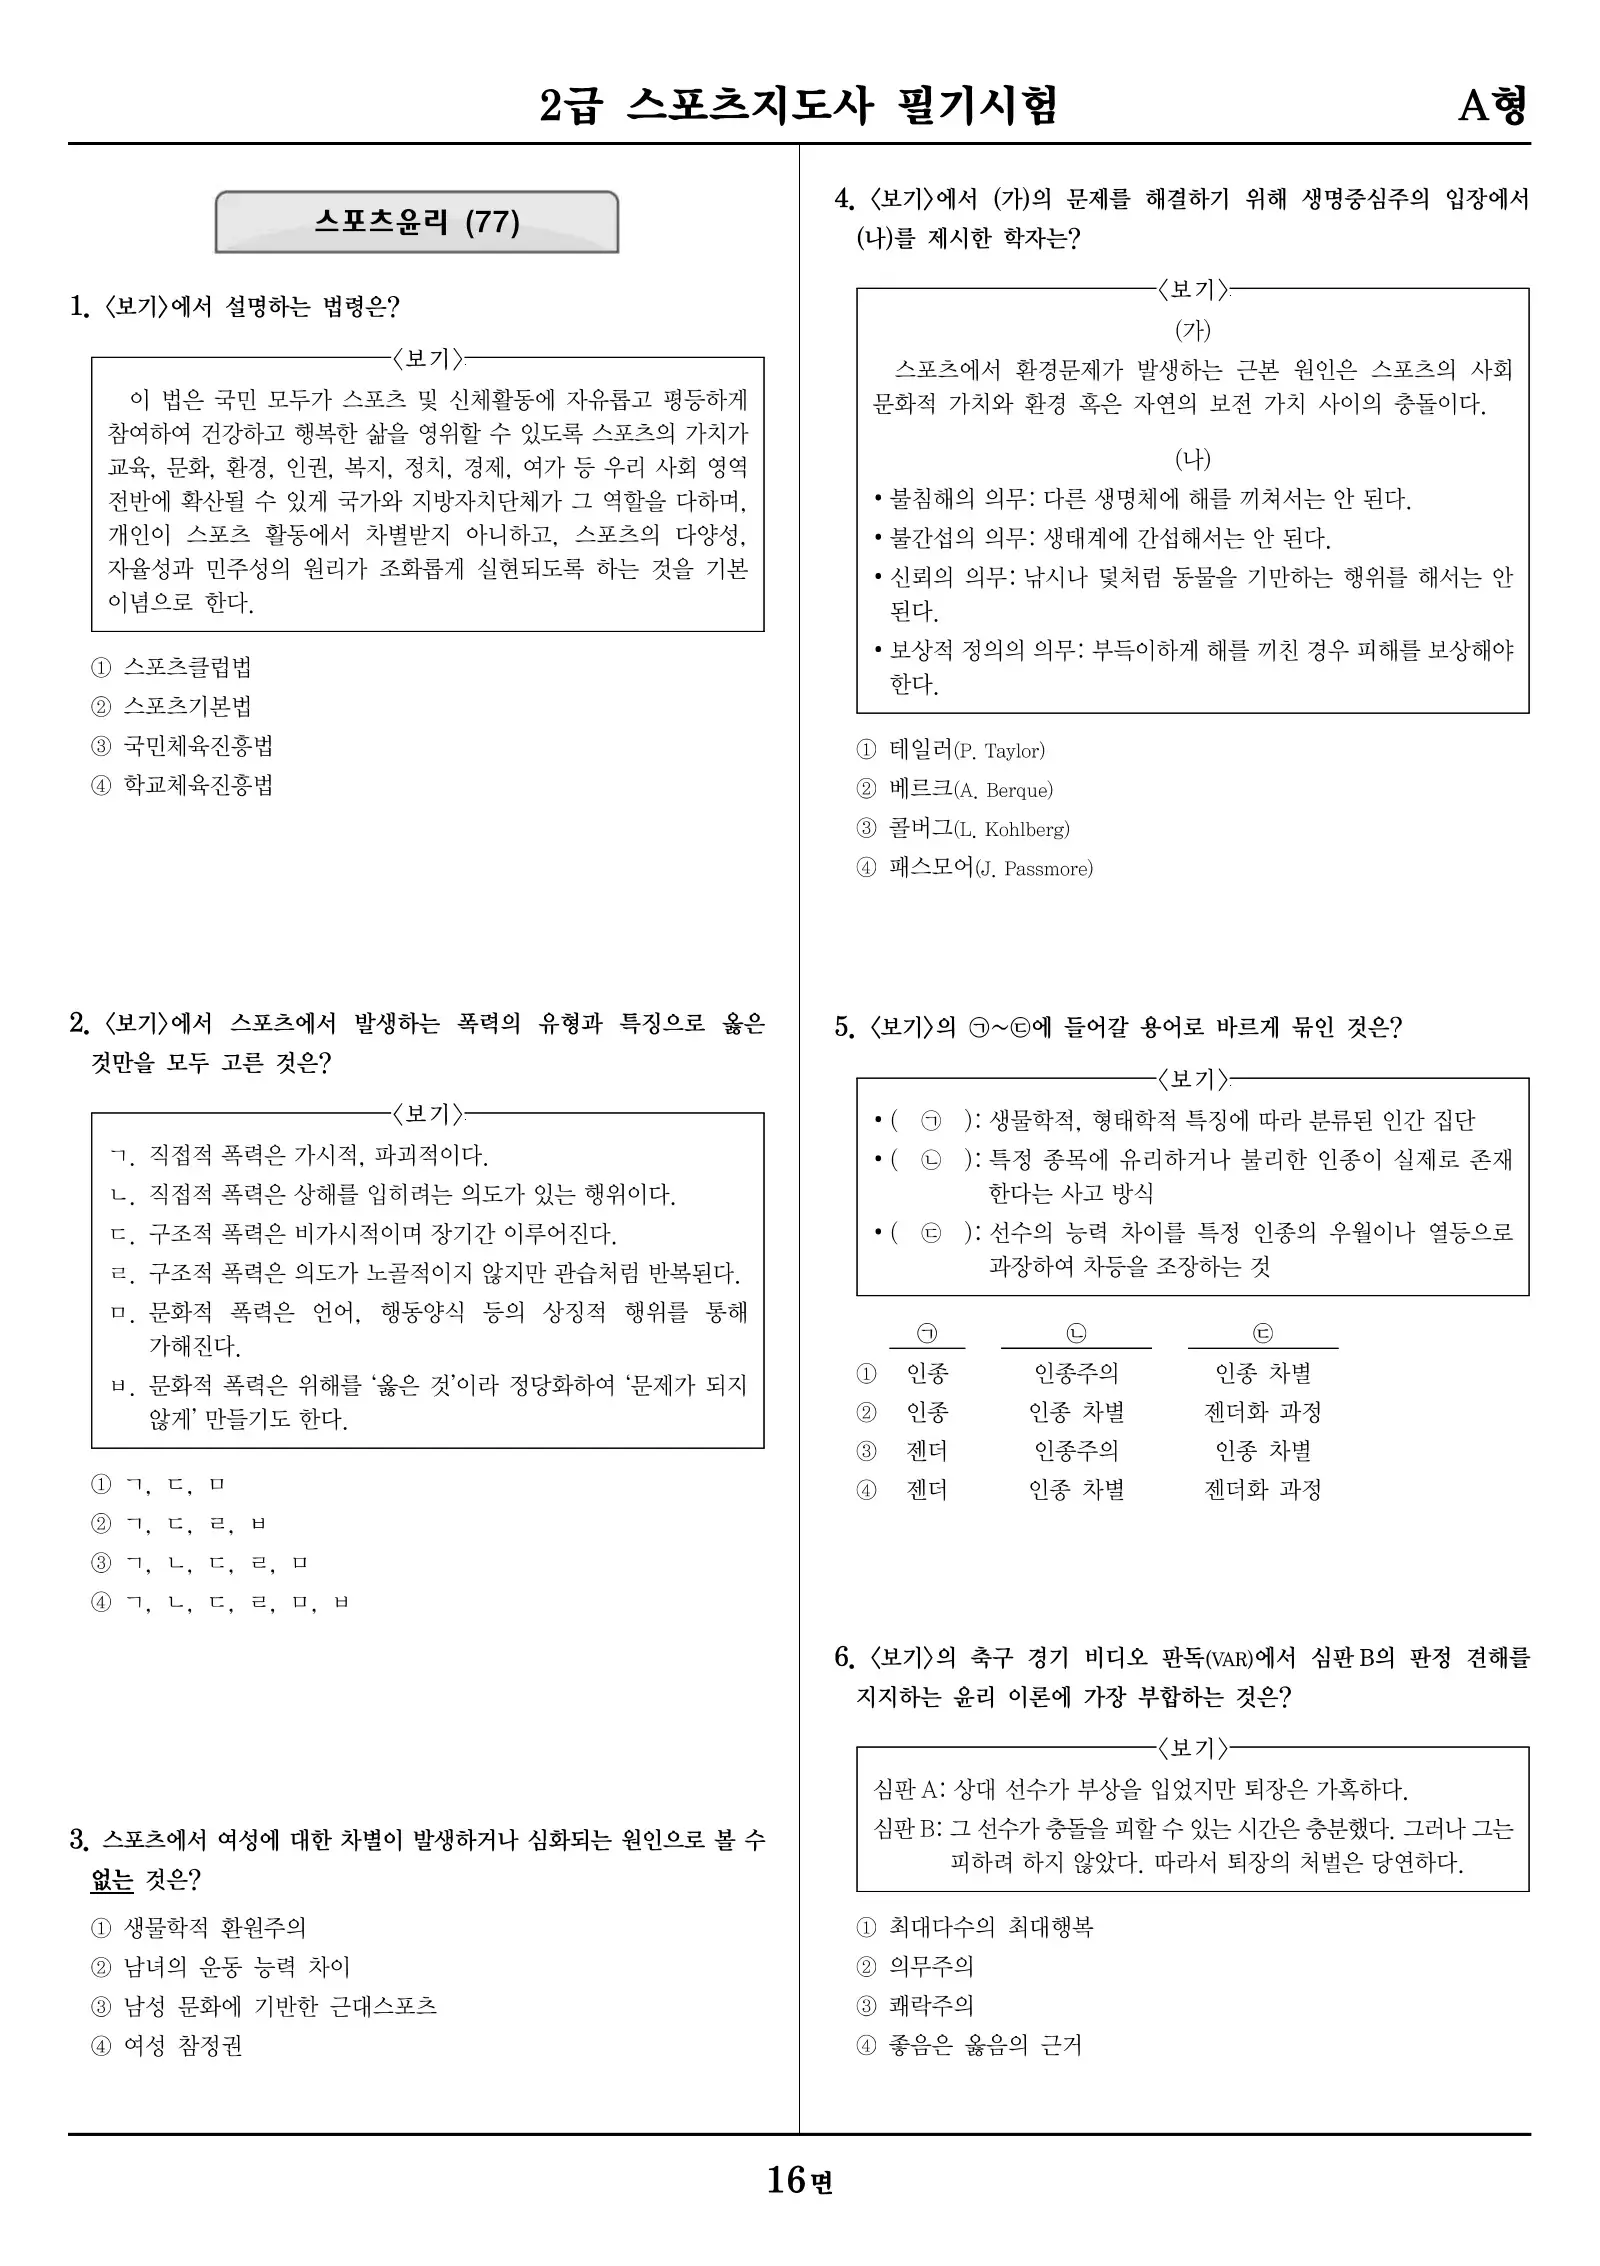 2급 스포츠지도사 필기시험
A형
스포츠윤리 (77)
1. 〈보기〉에서 설명하는 법령은?
〈보기〉
이 법은 국민 모두가 스포츠 및 신체활동에 자유롭고 평등하게
참여하여 건강하고 행복한 삶을 영위할 수 있도록 스포츠의 가치가
교육, 문화, 환경, 인권, 복지, 정치, 경제, 여가 등 우리 사회 영역
전반에 확산될 수 있게 국가와 지방자치단체가 그 역할을 다하며,
개인이 스포츠 활동에서 차별받지 아니하고, 스포츠의 다양성,
자율성과 민주성의 원리가 조화롭게 실현되도록 하는 것을 기본
이념으로 한다.
① 스포츠클럽법
② 스포츠기본법
③ 국민체육진흥법
④ 학교체육진흥법
2. 〈보기〉에서 스포츠에서 발생하는 폭력의 유형과 특징으로 옳은
것만을 모두 고른 것은?
〈보기〉
ㄱ. 직접적 폭력은 가시적, 파괴적이다.
ㄴ. 직접적 폭력은 상해를 입히려는 의도가 있는 행위이다.
ㄷ. 구조적 폭력은 비가시적이며 장기간 이루어진다.
ㄹ. 구조적 폭력은 의도가 노골적이지 않지만 관습처럼 반복된다.
ㅁ. 문화적 폭력은 언어, 행동양식 등의 상징적 행위를 통해
가해진다.
ㅂ. 문화적 폭력은 위해를 ‘옳은 것’이라 정당화하여 ‘문제가 되지
않게’ 만들기도 한다.
① ㄱ, ㄷ, ㅁ
② ㄱ, ㄷ, ㄹ, ㅂ
③ ㄱ, ㄴ, ㄷ, ㄹ, ㅁ
④ ㄱ, ㄴ, ㄷ, ㄹ, ㅁ, ㅂ
3. 스포츠에서 여성에 대한 차별이 발생하거나 심화되는 원인으로 볼 수
없는 것은?
① 생물학적 환원주의
② 남녀의 운동 능력 차이
③ 남성 문화에 기반한 근대스포츠
④ 여성 참정권
4. 〈보기〉에서 (가)의 문제를 해결하기 위해 생명중심주의 입장에서
(나)를 제시한 학자는?
〈보기〉
(가)
스포츠에서 환경문제가 발생하는 근본 원인은 스포츠의 사회
문화적 가치와 환경 혹은 자연의 보전 가치 사이의 충돌이다.
(나)
• 불침해의 의무: 다른 생명체에 해를 끼쳐서는 안 된다.
• 불간섭의 의무: 생태계에 간섭해서는 안 된다.
• 신뢰의 의무: 낚시나 덫처럼 동물을 기만하는 행위를 해서는 안
된다.
• 보상적 정의의 의무: 부득이하게 해를 끼친 경우 피해를 보상해야
한다.
① 테일러(P. Taylor)
② 베르크(A. Berque)
③ 콜버그(L. Kohlberg)
④ 패스모어(J. Passmore)
5. 〈보기〉의 ㉠~㉢에 들어갈 용어로 바르게 묶인 것은?
〈보기〉
• ( ㉠ ): 생물학적, 형태학적 특징에 따라 분류된 인간 집단
• ( ㉡ ): 특정 종목에 유리하거나 불리한 인종이 실제로 존재
한다는 사고 방식
• ( ㉢ ): 선수의 능력 차이를 특정 인종의 우월이나 열등으로
과장하여 차등을 조장하는 것
㉠ ㉡ ㉢
① 인종 인종주의 인종 차별
② 인종 인종 차별 젠더화 과정
③ 젠더 인종주의 인종 차별
④ 젠더 인종 차별 젠더화 과정
6. 〈보기〉의 축구 경기 비디오 판독(VAR)에서 심판 B의 판정 견해를
지지하는 윤리 이론에 가장 부합하는 것은?
〈보기〉
심판 A: 상대 선수가 부상을 입었지만 퇴장은 가혹하다.
심판 B: 그 선수가 충돌을 피할 수 있는 시간은 충분했다. 그러나 그는
피하려 하지 않았다. 따라서 퇴장의 처벌은 당연하다.
① 최대다수의 최대행복
② 의무주의
③ 쾌락주의
④ 좋음은 옳음의 근거
16면